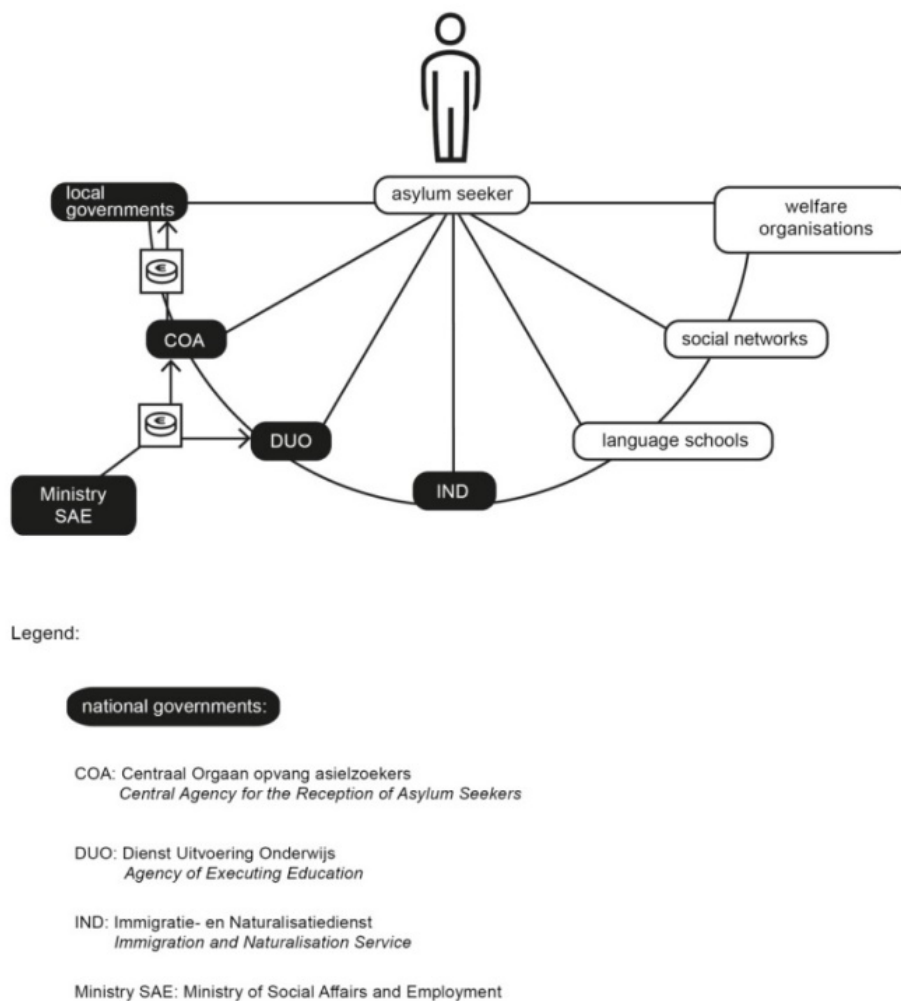 asylum seeker
local
governments
welfare
organisations
€
COA
social networks
€
DUO
language schools
Ministry
SAE
IND
Legend:
national governments:
COA: Centraal Orgaan opvang asielzoekers
Central Agency for the Reception of Asylum Seekers
DUO: Dienst Uitvoering Onderwijs
Agency of Executing Education
IND: Immigratie- en Naturalisatiedienst
Immigration and Naturalisation Service
Ministry SAE: Ministry of Social Affairs and Employment